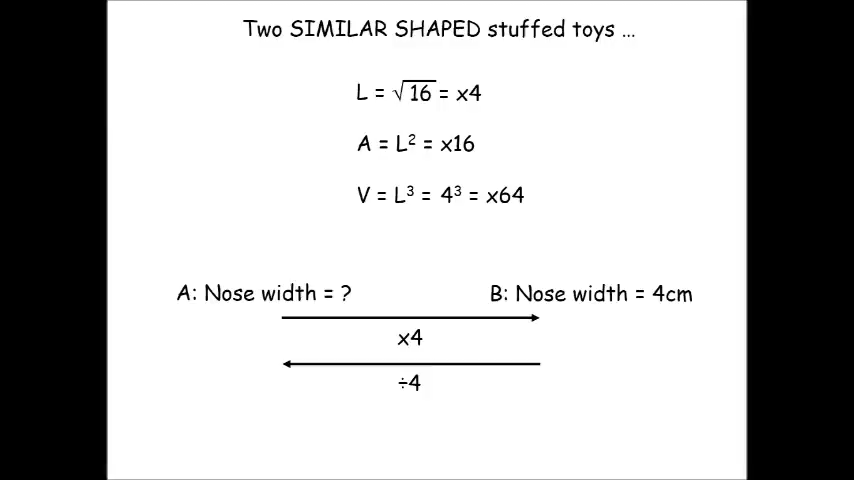 Two SIMILAR SHAPED stuffed toys …
L = √16 = x4
A = L² = x16
V = L³ = 4³ = x64
A: Nose width = ? B: Nose width = 4cm
x4
÷4